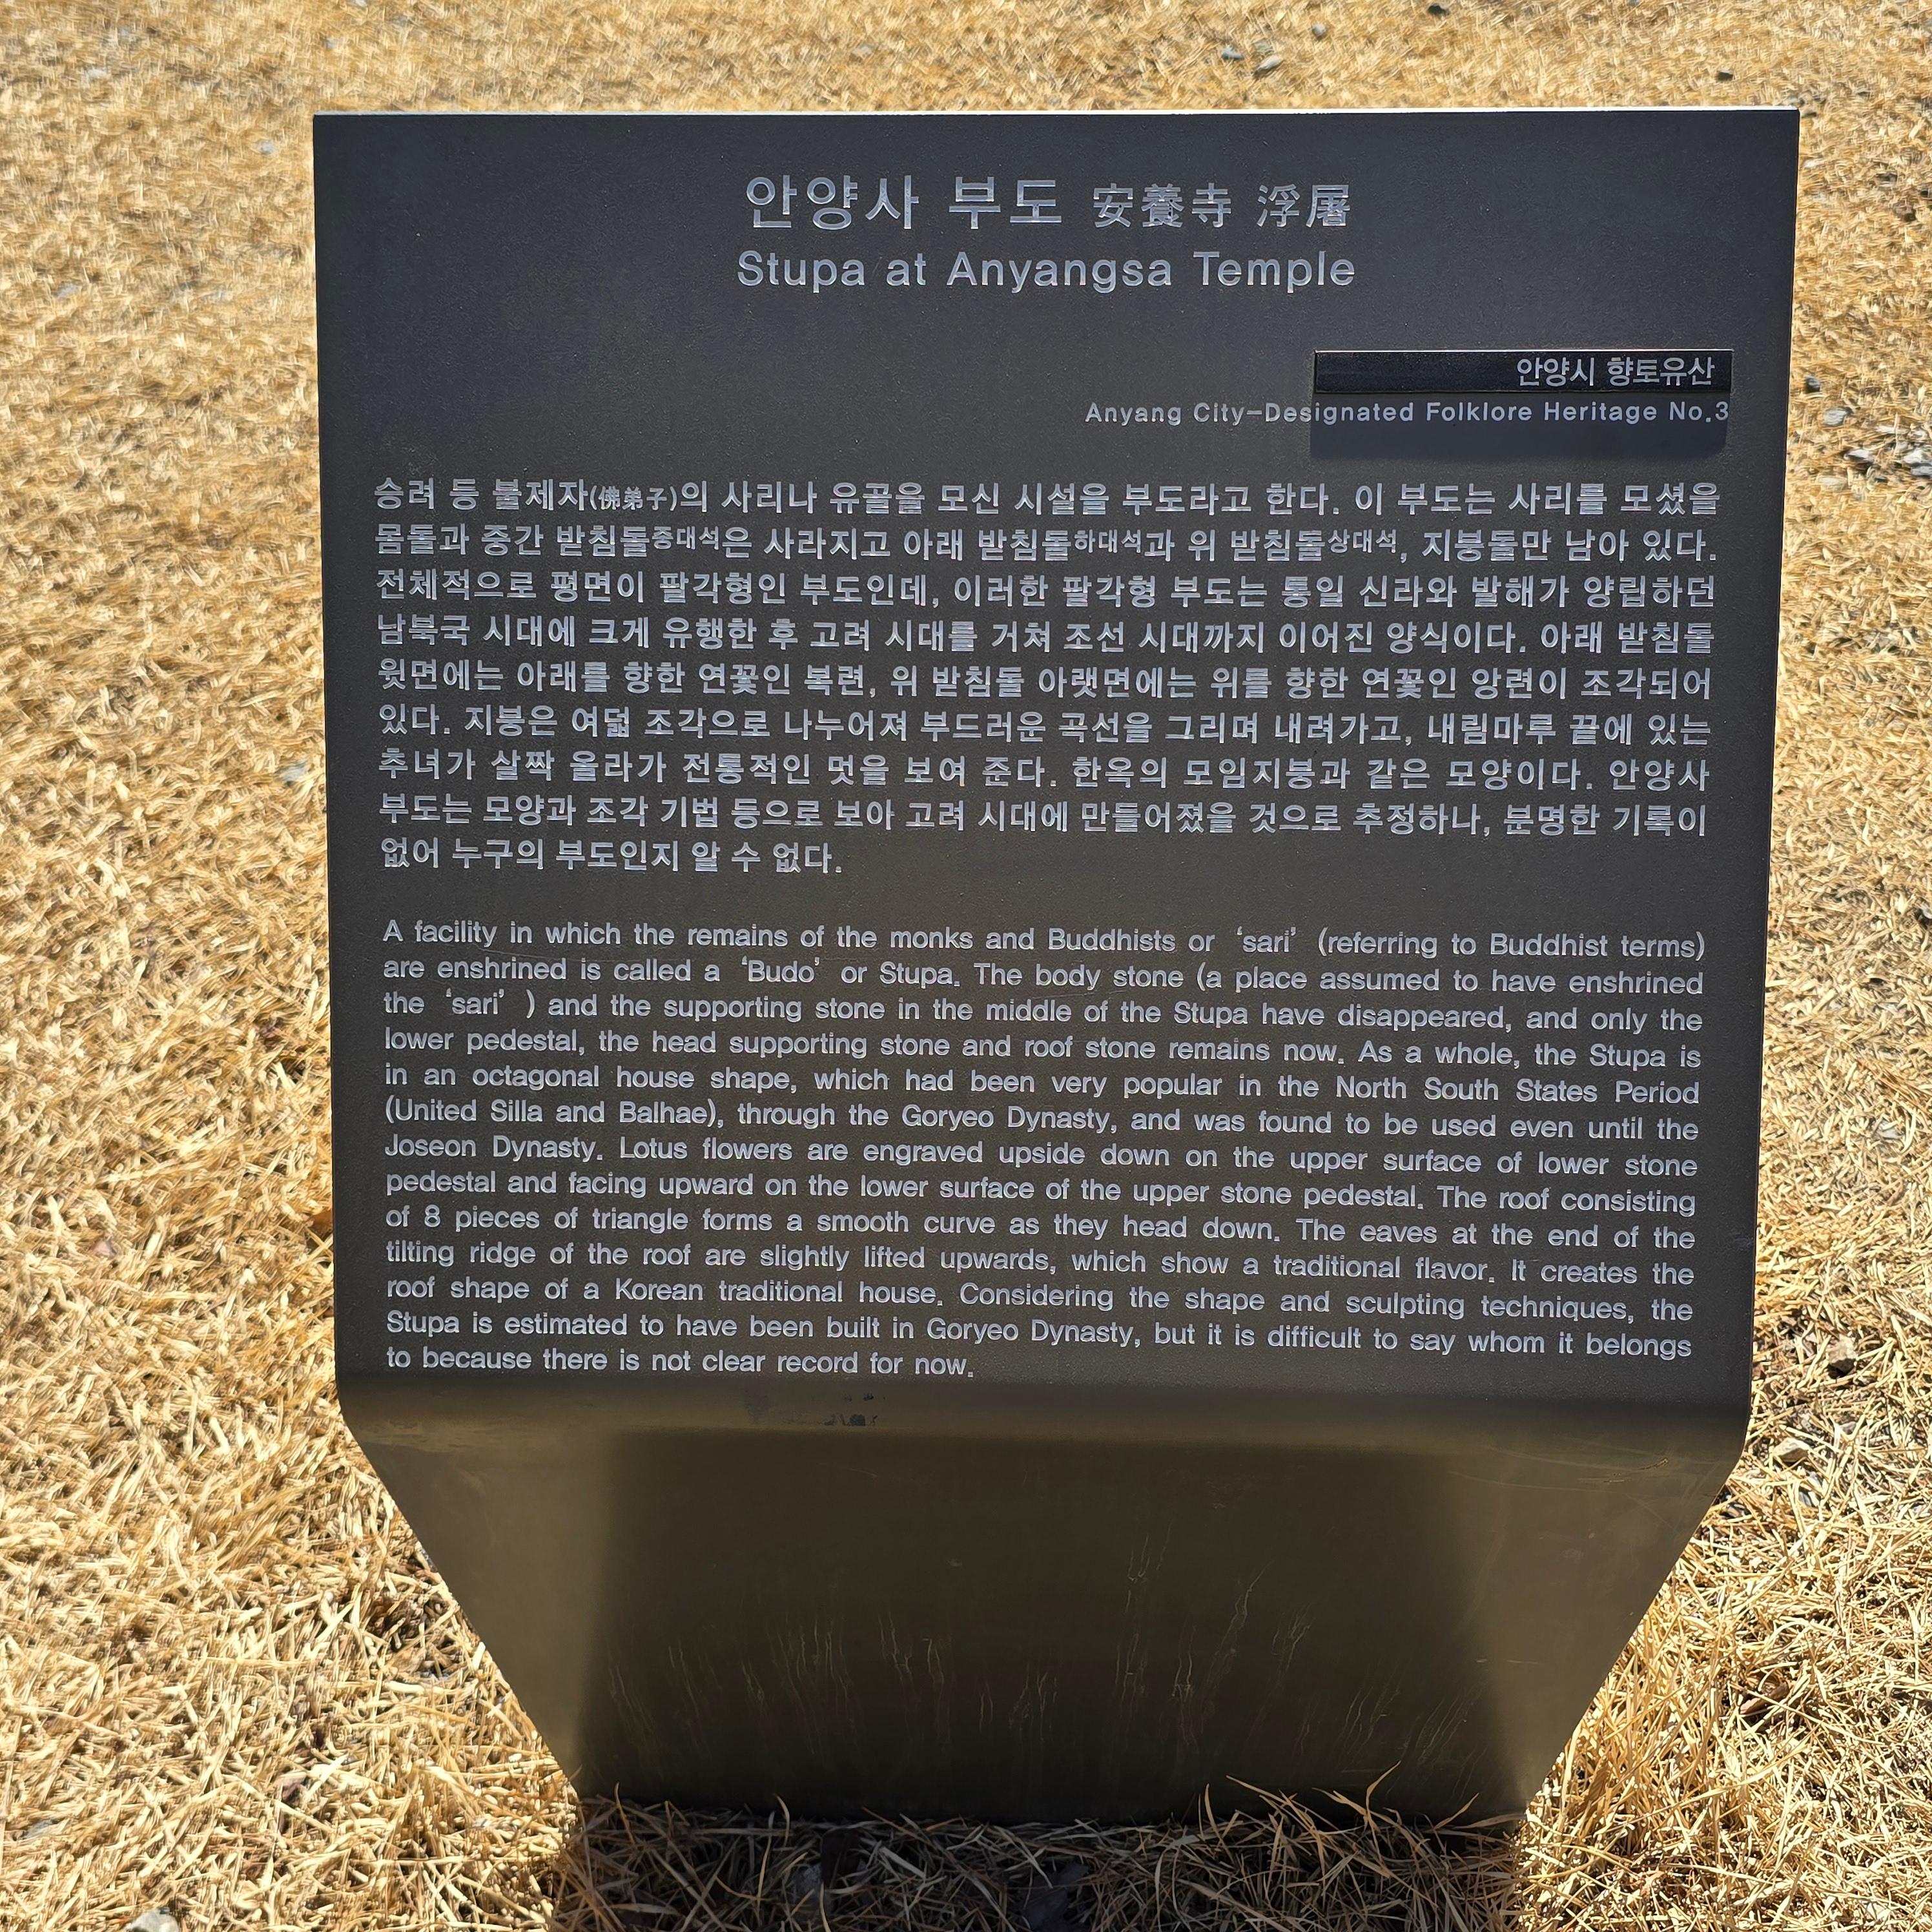 안양사 부도 安養寺 浮屠
Stupa at Anyangsa Temple
안양시 향토유산
Anyang City-Designated Folklore Heritage No.3
승려 등 불제자(佛弟子)의 사리나 유골을 모신 시설을 부도라고 한다. 이 부도는 사리를 모셨을
몸돌과 중간 받침돌중대석은 사라지고 아래 받침돌하대석과 위 받침돌상대석, 지붕돌만 남아 있다.
전체적으로 평면이 팔각형인 부도인데, 이러한 팔각형 부도는 통일 신라와 발해가 양립하던
남북국 시대에 크게 유행한 후 고려 시대를 거쳐 조선 시대까지 이어진 양식이다. 아래 받침돌
윗면에는 아래를 향한 연꽃인 복련, 위 받침돌 아랫면에는 위를 향한 연꽃인 앙련이 조각되어
있다. 지붕은 여덟 조각으로 나누어져 부드러운 곡선을 그리며 내려가고, 내림마루 끝에 있는
추녀가 살짝 올라가 전통적인 멋을 보여 준다. 한옥의 모임지붕과 같은 모양이다. 안양사
부도는 모양과 조각 기법 등으로 보아 고려 시대에 만들어졌을 것으로 추정하나, 분명한 기록이
없어 누구의 부도인지 알 수 없다.
A facility in which the remains of the monks and Buddhists or ‘sari’ (referring to Buddhist terms)
are enshrined is called a ‘Budo’ or Stupa. The body stone (a place assumed to have enshrined
the ‘sari’ ) and the supporting stone in the middle of the Stupa have disappeared, and only the
lower pedestal, the head supporting stone and roof stone remains now. As a whole, the Stupa is
in an octagonal house shape, which had been very popular in the North South States Period
(United Silla and Balhae), through the Goryeo Dynasty, and was found to be used even until the
Joseon Dynasty. Lotus flowers are engraved upside down on the upper surface of lower stone
pedestal and facing upward on the lower surface of the upper stone pedestal. The roof consisting
of 8 pieces of triangle forms a smooth curve as they head down. The eaves at the end of the
tilting ridge of the roof are slightly lifted upwards, which show a traditional flavor. It creates the
roof shape of a Korean traditional house. Considering the shape and sculpting techniques, the
Stupa is estimated to have been built in Goryeo Dynasty, but it is difficult to say whom it belongs
to because there is not clear record for now.